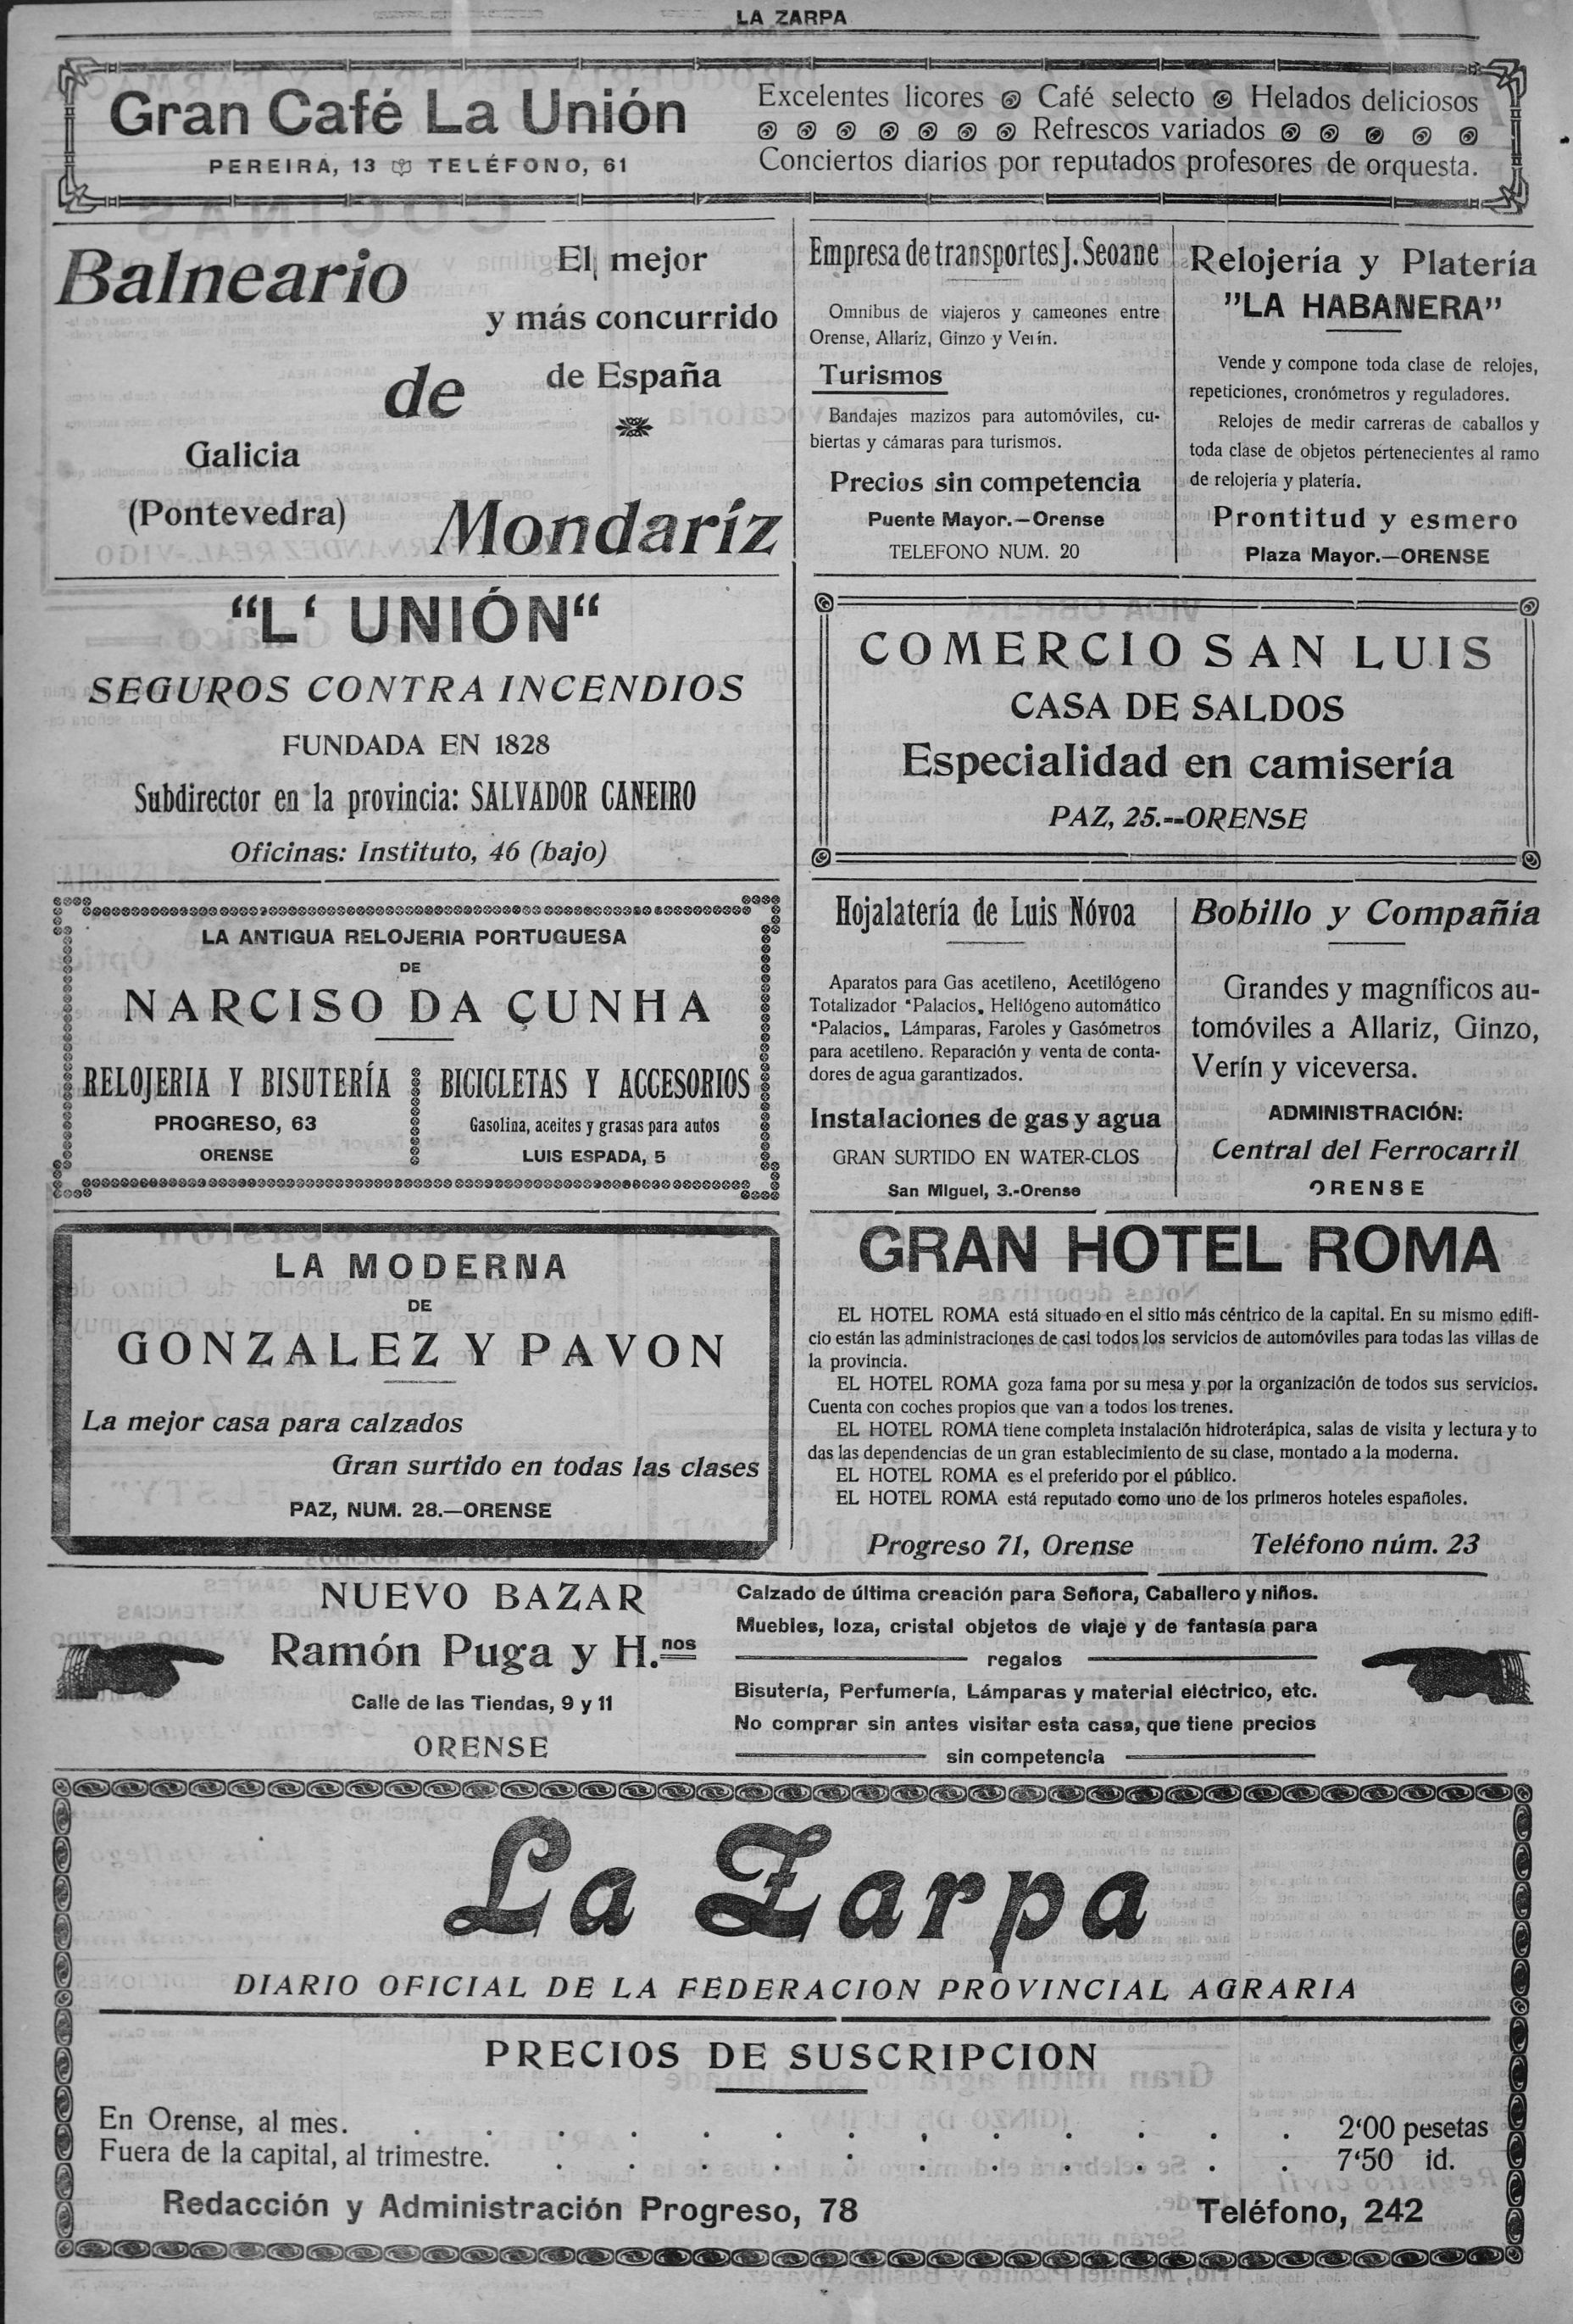 LA ZARPA
Gran Café La Unión
PEREIRA, 13 TELÉFONO, 61
Excelentes licores Café selecto Helados deliciosos
Refrescos variados
Conciertos diarios por reputados profesores de orquesta.
Balneario
de
Mondaríz
El mejor
y más concurrido
de España
Galicia
(Pontevedra)
Empresa de transportes J. Seoane
Omnibus de viajeros y cameones entre
Orense, Allariz, Ginzo y Verín.
Turismos
Bandajes mazizos para automóviles, cu-
biertas y cámaras para turismos.
Precios sin competencia
Puente Mayor.—Orense
TELEFONO NUM. 20
Relojería y Platería
"LA HABANERA"
Vende y compone toda clase de relojes,
repeticiones, cronómetros y reguladores.
Relojes de medir carreras de caballos y
toda clase de objetos pertenecientes al ramo
de relojería y platería.
Prontitud y esmero
Plaza Mayor.—ORENSE
“L‘ UNIÓN“
SEGUROS CONTRA INCENDIOS
FUNDADA EN 1828
Subdirector en la provincia: SALVADOR CANEIRO
Oficinas: Instituto, 46 (bajo)
COMERCIO SAN LUIS
CASA DE SALDOS
Especialidad en camisería
PAZ, 25.--ORENSE
LA ANTIGUA RELOJERIA PORTUGUESA
DE
NARCISO DA ÇUNHA
RELOJERIA Y BISUTERÍA
PROGRESO, 63
ORENSE
BICICLETAS Y ACCESORIOS
Gasolina, aceites y grasas para autos
LUIS ESPADA, 5
Hojalatería de Luis Nóvoa
Aparatos para Gas acetileno, Acetilógeno
Totalizador "Palacios„ Heliógeno automático
"Palacios„ Lámparas, Faroles y Gasómetros
para acetileno. Reparación y venta de conta-
dores de agua garantizados.
Instalaciones de gas y agua
GRAN SURTIDO EN WATER-CLOS
San Miguel, 3.-Orense
Bobillo y Compañia
Grandes y magníficos au-
tomóviles a Allariz, Ginzo,
Verín y viceversa.
ADMINISTRACIÓN:
Central del Ferrocarril
ORENSE
LA MODERNA
DE
GONZALEZ Y PAVON
La mejor casa para calzados
Gran surtido en todas las clases
PAZ, NUM. 28.—ORENSE
GRAN HOTEL ROMA
EL HOTEL ROMA está situado en el sitio más céntrico de la capital. En su mismo edifi-
cio están las administraciones de casi todos los servicios de automóviles para todas las villas de
la provincia.
EL HOTEL ROMA goza fama por su mesa y por la organización de todos sus servicios.
Cuenta con coches propios que van a todos los trenes.
EL HOTEL ROMA tiene completa instalación hidroterápica, salas de visita y lectura y to
das las dependencias de un gran establecimiento de su clase, montado a la moderna.
EL HOTEL ROMA es el preferido por el público.
EL HOTEL ROMA está reputado como uno de los primeros hoteles españoles.
Progreso 71, Orense Teléfono núm. 23
NUEVO BAZAR
Ramón Puga y H.nos
Calle de las Tiendas, 9 y 11
ORENSE
Calzado de última creación para Señora, Caballero y niños.
Muebles, loza, cristal objetos de viaje y de fantasía para
regalos
Bisutería, Perfumería, Lámparas y material eléctrico, etc.
No comprar sin antes visitar esta casa, que tiene precios
sin competencia
La Zarpa
DIARIO OFICIAL DE LA FEDERACION PROVINCIAL AGRARIA
PRECIOS DE SUSCRIPCION
En Orense, al mes. . . . . . . . . . . . . . 2‘00 pesetas
Fuera de la capital, al trimestre. . . . . . . . . . . . 7‘50 id.
Redacción y Administración Progreso, 78 Teléfono, 242